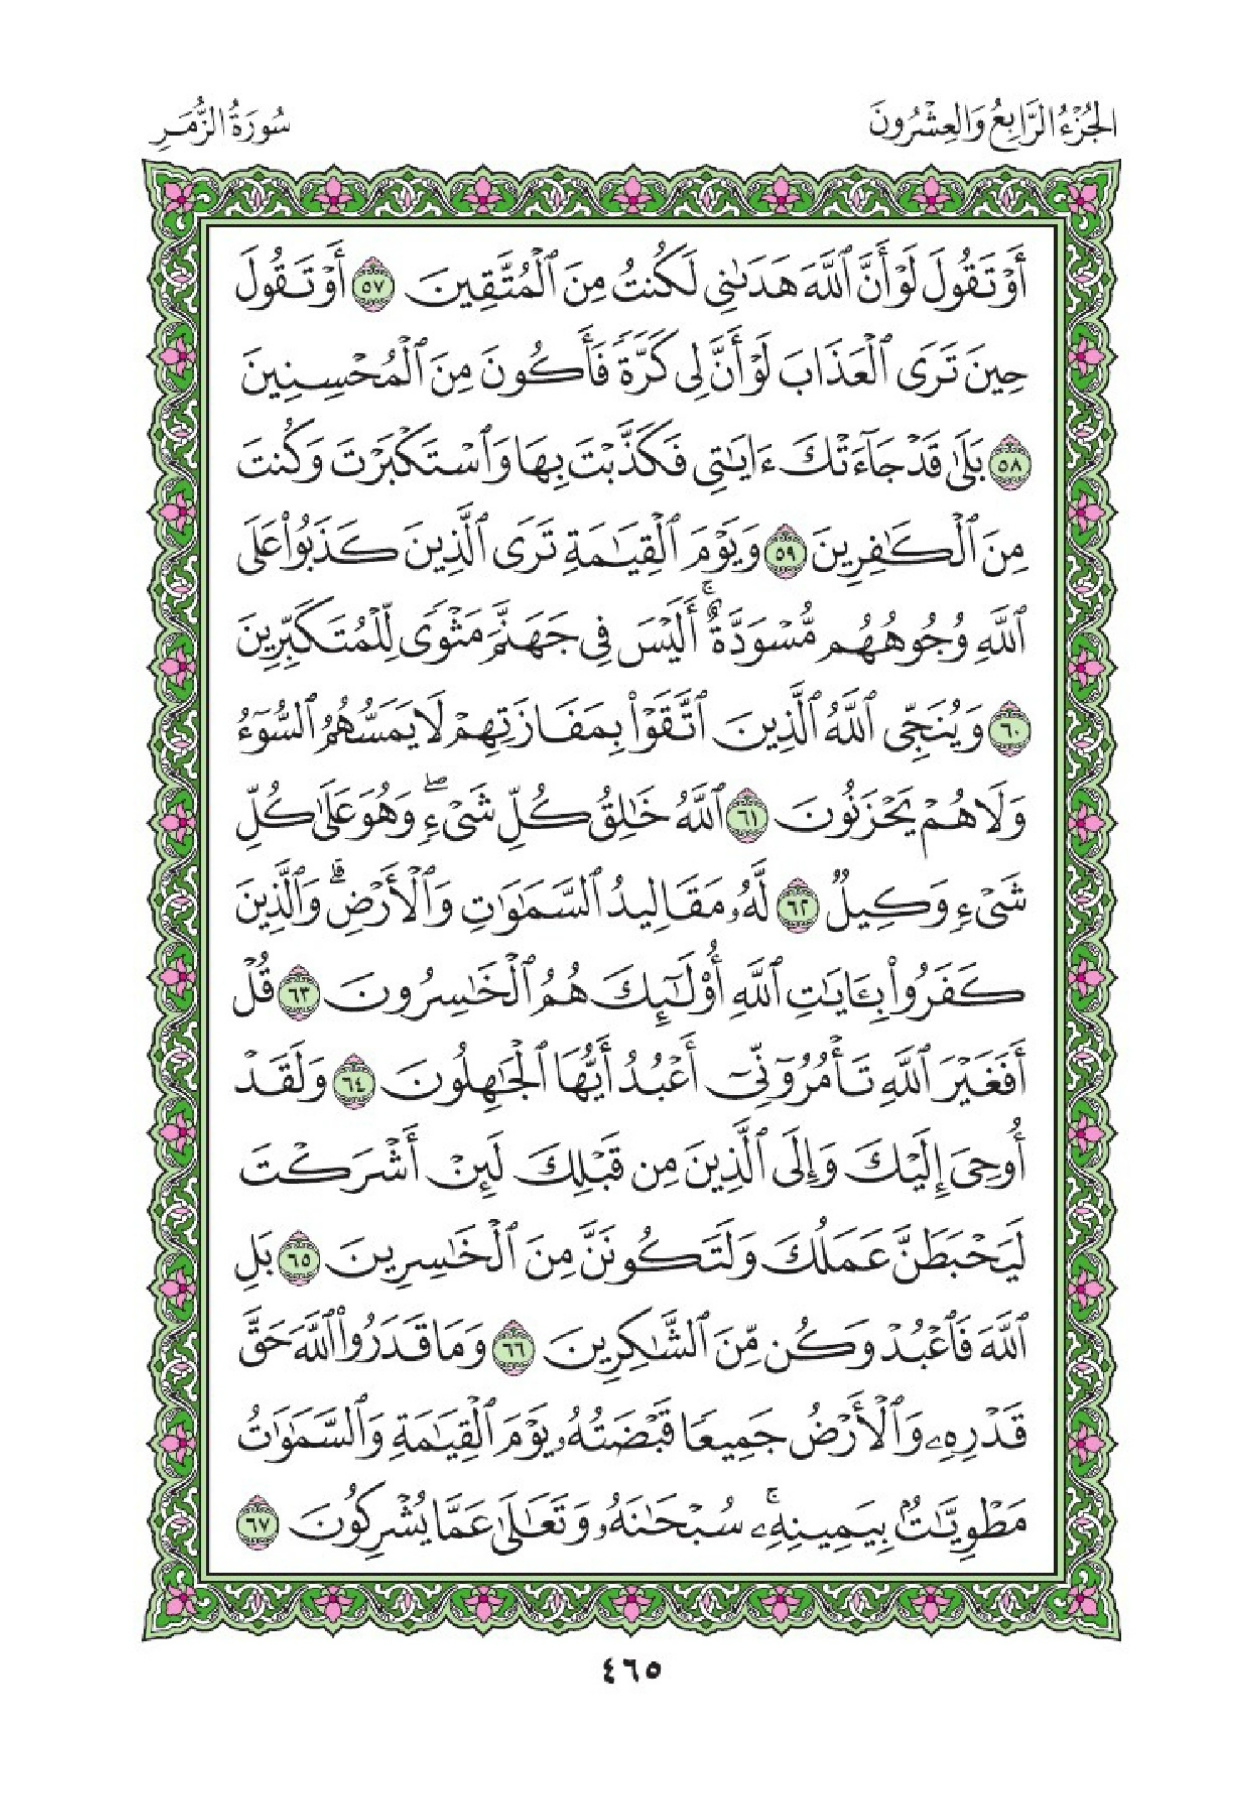 الجُزْءُ الرَّابِعُ وَالعِشْرُونَ
سُورَةُ الزُّمَرِ
أَوْ تَقُولَ لَوْ أَنَّ ٱللَّهَ هَدَىٰنِى لَكُنتُ مِنَ ٱلْمُتَّقِينَ ٥٧ أَوْ تَقُولَ
حِينَ تَرَى ٱلْعَذَابَ لَوْ أَنَّ لِى كَرَّةً فَأَكُونَ مِنَ ٱلْمُحْسِنِينَ
٥٨ بَلَىٰ قَدْ جَآءَتْكَ ءَايَٰتِى فَكَذَّبْتَ بِهَا وَٱسْتَكْبَرْتَ وَكُنتَ
مِنَ ٱلْكَٰفِرِينَ ٥٩ وَيَوْمَ ٱلْقِيَٰمَةِ تَرَى ٱلَّذِينَ كَذَبُوا۟ عَلَى
ٱللَّهِ وُجُوهُهُم مُّسْوَدَّةٌ ۚ أَلَيْسَ فِى جَهَنَّمَ مَثْوًى لِّلْمُتَكَبِّرِينَ
٦٠ وَيُنَجِّى ٱللَّهُ ٱلَّذِينَ ٱتَّقَوْا۟ بِمَفَازَتِهِمْ لَا يَمَسُّهُمُ ٱلسُّوٓءُ
وَلَا هُمْ يَحْزَنُونَ ٦١ ٱللَّهُ خَٰلِقُ كُلِّ شَىْءٍ ۖ وَهُوَ عَلَىٰ كُلِّ
شَىْءٍ وَكِيلٌ ٦٢ لَّهُۥ مَقَالِيدُ ٱلسَّمَٰوَٰتِ وَٱلْأَرْضِ ۗ وَٱلَّذِينَ
كَفَرُوا۟ بِـَٔايَٰتِ ٱللَّهِ أُو۟لَٰٓئِكَ هُمُ ٱلْخَٰسِرُونَ ٦٣ قُلْ
أَفَغَيْرَ ٱللَّهِ تَأْمُرُوٓنِّىٓ أَعْبُدُ أَيُّهَا ٱلْجَٰهِلُونَ ٦٤ وَلَقَدْ
أُوحِىَ إِلَيْكَ وَإِلَى ٱلَّذِينَ مِن قَبْلِكَ لَئِنْ أَشْرَكْتَ
لَيَحْبَطَنَّ عَمَلُكَ وَلَتَكُونَنَّ مِنَ ٱلْخَٰسِرِينَ ٦٥ بَلِ
ٱللَّهَ فَٱعْبُدْ وَكُن مِّنَ ٱلشَّٰكِرِينَ ٦٦ وَمَا قَدَرُوا۟ ٱللَّهَ حَقَّ
قَدْرِهِۦ وَٱلْأَرْضُ جَمِيعًا قَبْضَتُهُۥ يَوْمَ ٱلْقِيَٰمَةِ وَٱلسَّمَٰوَٰتُ
مَطْوِيَّٰتٌۢ بِيَمِينِهِۦ ۚ سُبْحَٰنَهُۥ وَتَعَٰلَىٰ عَمَّا يُشْرِكُونَ ٦٧
٤٦٥